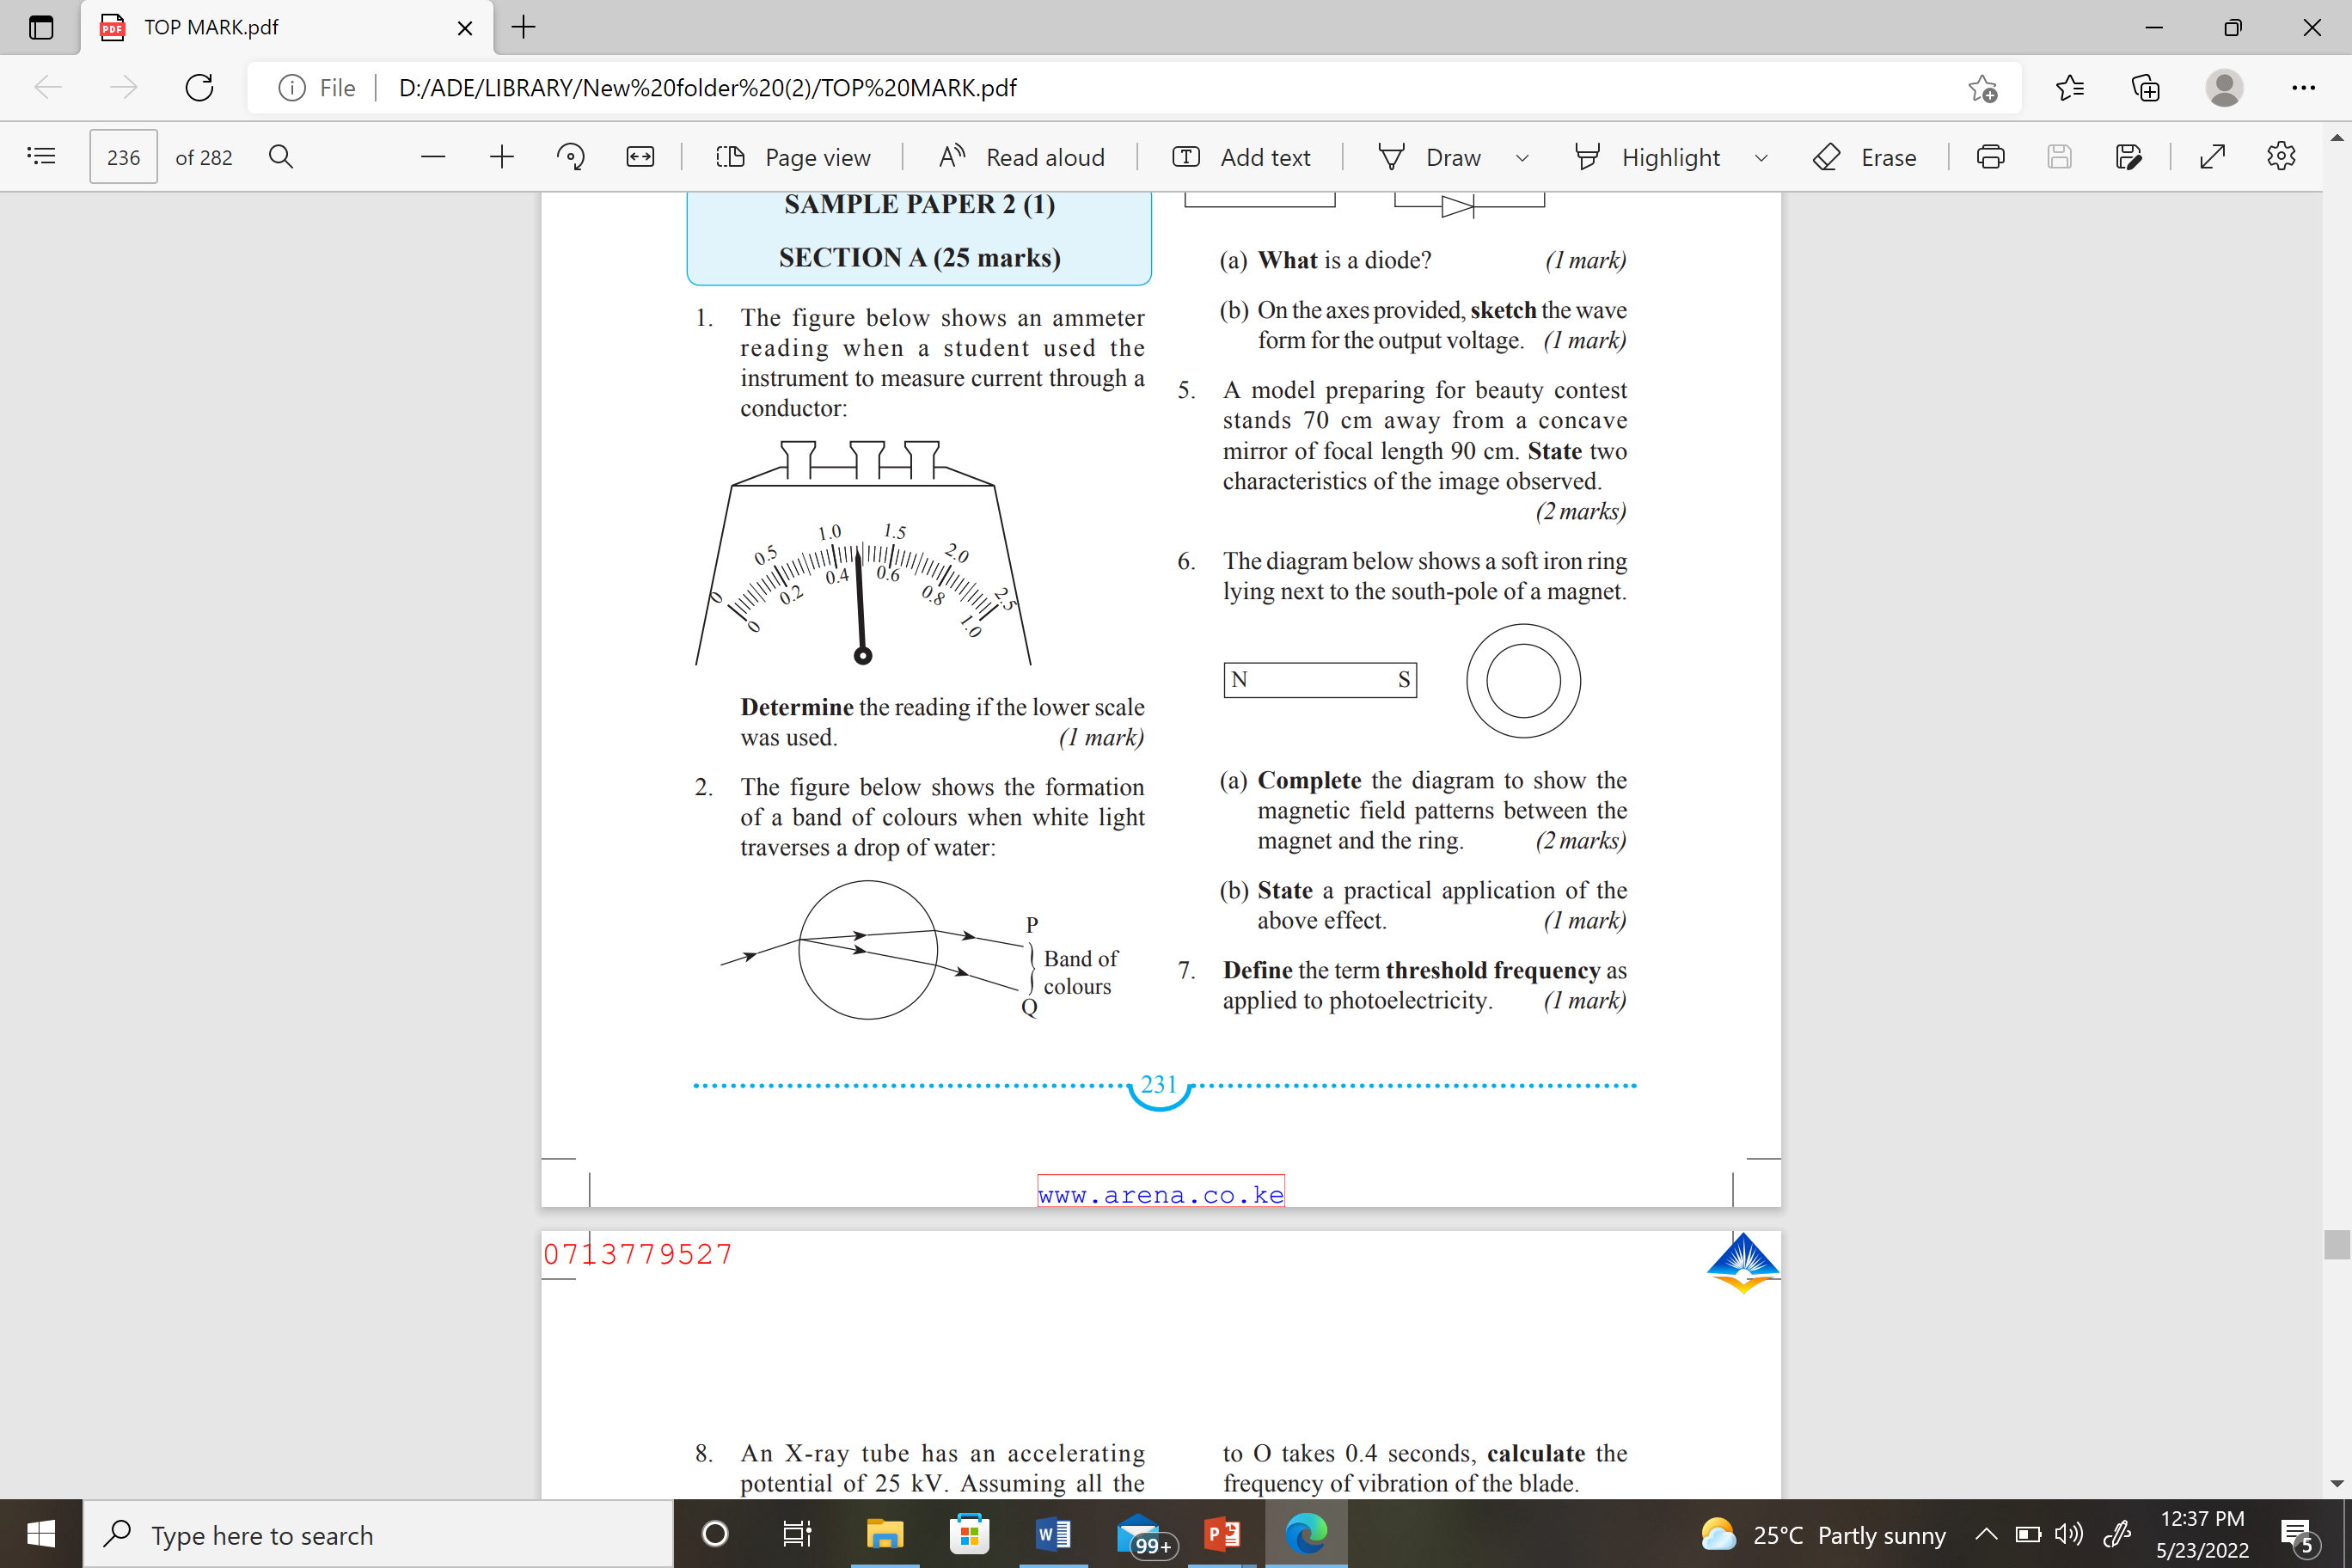 TOP MARK.pdf
File
D:/ADE/LIBRARY/New%20folder%20(2)/TOP%20MARK.pdf
236 of 282
Page view
Read aloud
Add text
Draw
Highlight
Erase
SAMPLE PAPER 2 (1)
SECTION A (25 marks)
1. The figure below shows an ammeter
reading when a student used the
instrument to measure current through a
conductor:
0 0.5 1.0 1.5 2.0 2.5
0 0.2 0.4 0.6 0.8 1.0
Determine the reading if the lower scale
was used. (1 mark)
2. The figure below shows the formation
of a band of colours when white light
traverses a drop of water:
P
Band of
colours
Q
(a) What is a diode? (1 mark)
(b) On the axes provided, sketch the wave
form for the output voltage. (1 mark)
5. A model preparing for beauty contest
stands 70 cm away from a concave
mirror of focal length 90 cm. State two
characteristics of the image observed.
(2 marks)
6. The diagram below shows a soft iron ring
lying next to the south-pole of a magnet.
N S
(a) Complete the diagram to show the
magnetic field patterns between the
magnet and the ring. (2 marks)
(b) State a practical application of the
above effect. (1 mark)
7. Define the term threshold frequency as
applied to photoelectricity. (1 mark)
231
www.arena.co.ke
0713779527
8. An X-ray tube has an accelerating
potential of 25 kV. Assuming all the
to O takes 0.4 seconds, calculate the
frequency of vibration of the blade.
Type here to search
99+
25°C Partly sunny
12:37 PM
5/23/2022
5